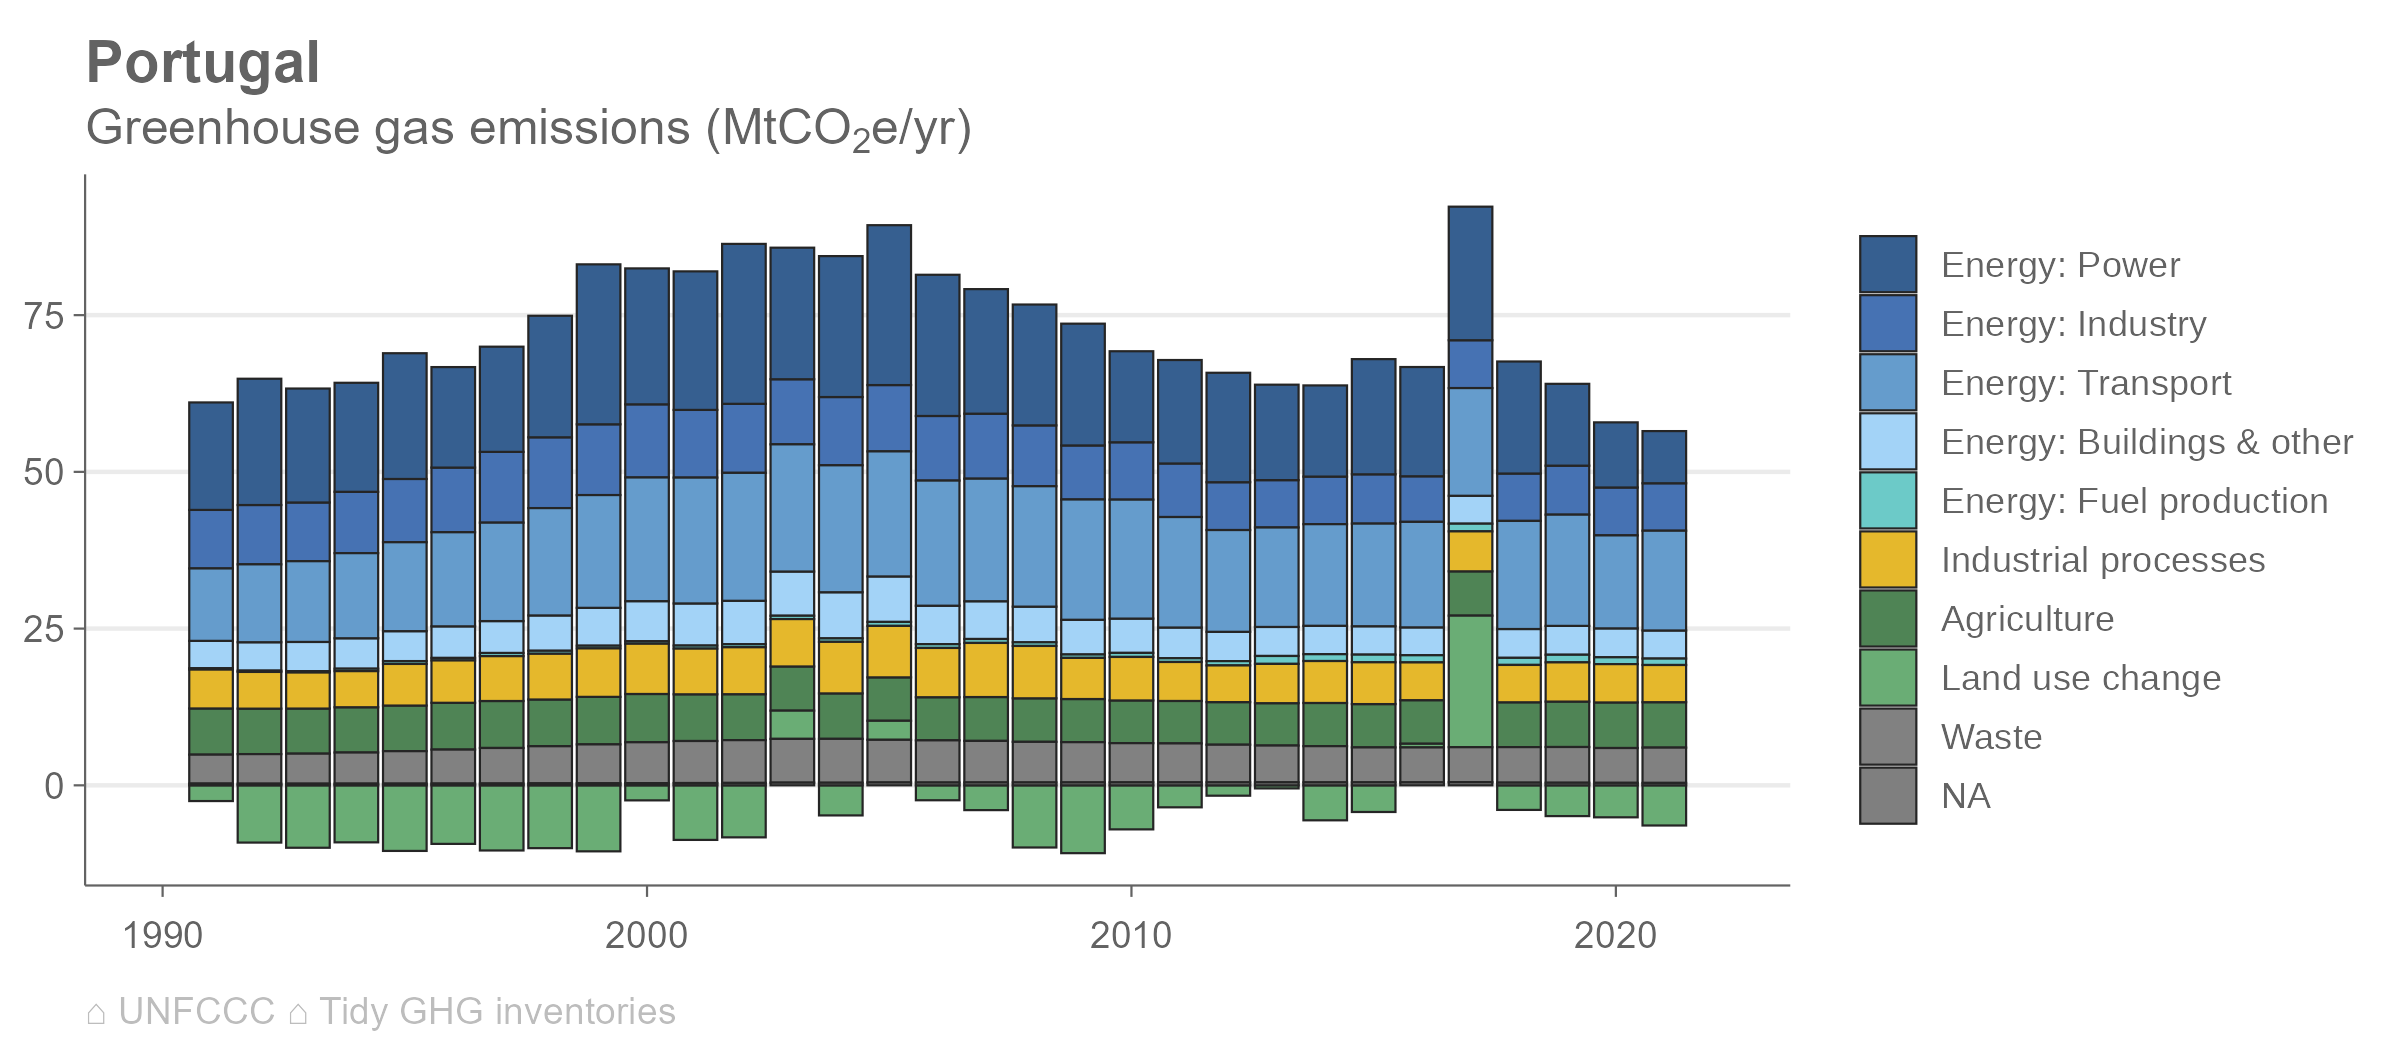 Portugal
Greenhouse gas emissions (MtCO₂e/yr)
75
50
25
0
1990 2000 2010 2020
Energy: Power
Energy: Industry
Energy: Transport
Energy: Buildings & other
Energy: Fuel production
Industrial processes
Agriculture
Land use change
Waste
NA
⌂ UNFCCC ⌂ Tidy GHG inventories